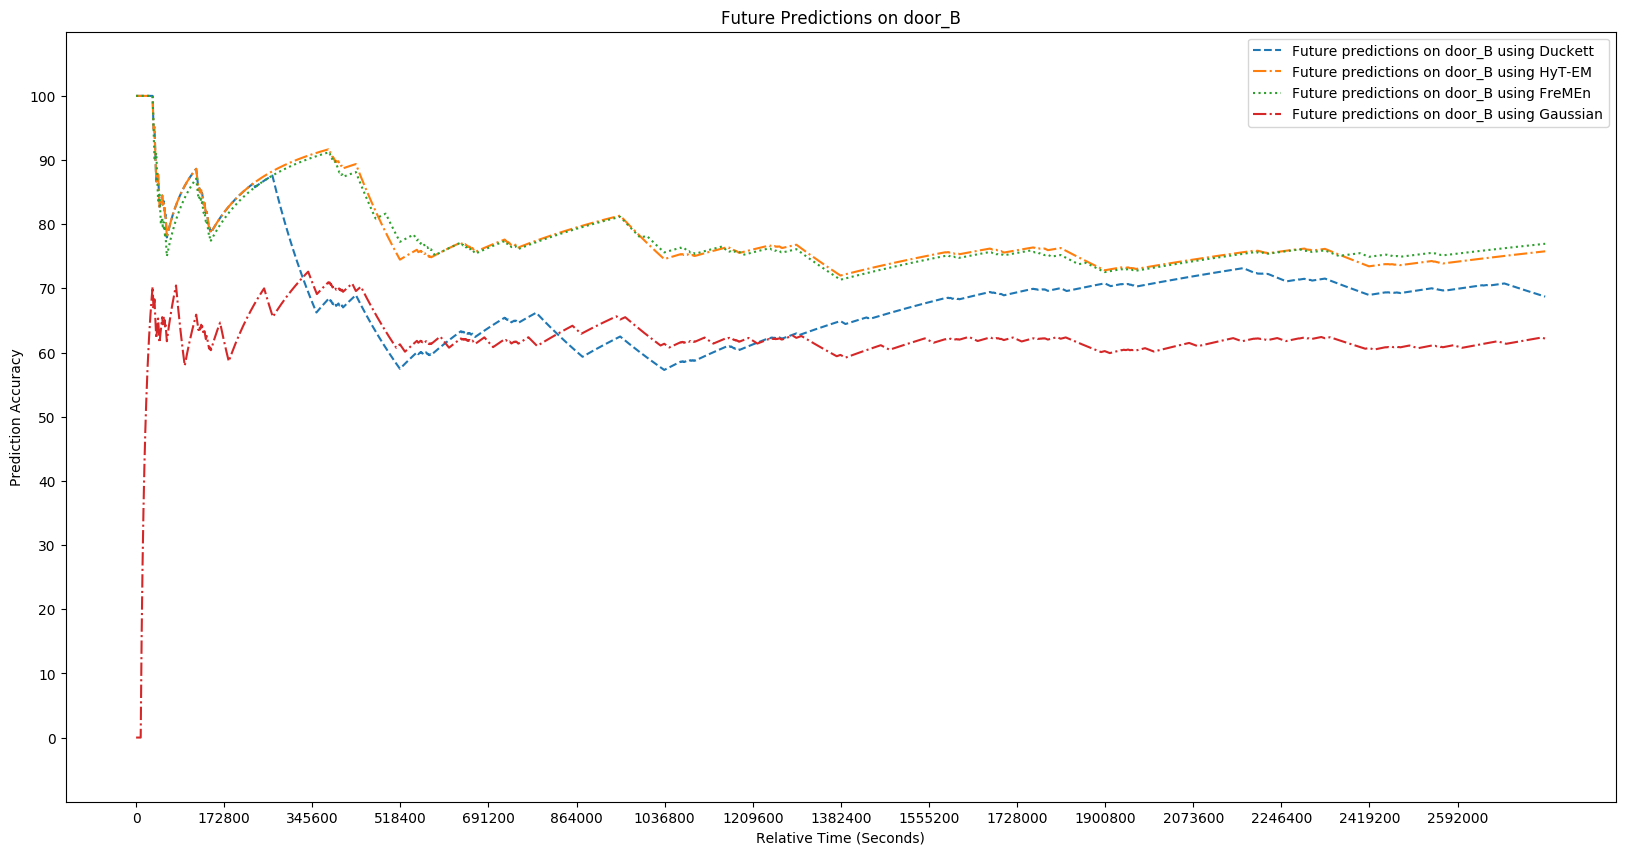 Future Predictions on door_B
Future predictions on door_B using Duckett
Future predictions on door_B using HyT-EM
Future predictions on door_B using FreMEn
Future predictions on door_B using Gaussian
Prediction Accuracy
100
90
80
70
60
50
40
30
20
10
0
0 172800 345600 518400 691200 864000 1036800 1209600 1382400 1555200 1728000 1900800 2073600 2246400 2419200 2592000
Relative Time (Seconds)